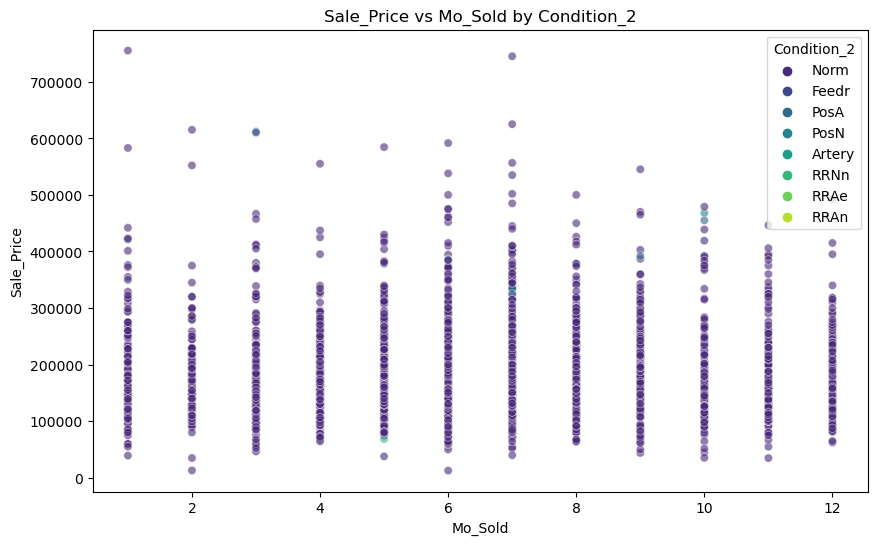 Sale_Price vs Mo_Sold by Condition_2
Sale_Price
700000
600000
500000
400000
300000
200000
100000
0
2
4
6
8
10
12
Mo_Sold
Condition_2
Norm
Feedr
PosA
PosN
Artery
RRNn
RRAe
RRAn